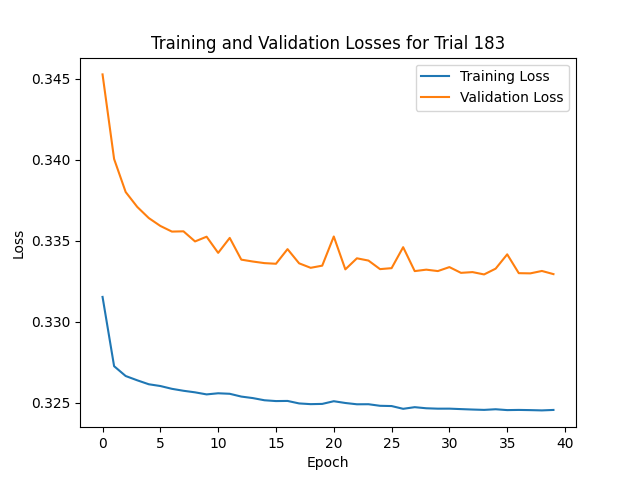 Training and Validation Losses for Trial 183
Training Loss
Validation Loss
0.345
0.340
0.335
0.330
0.325
Loss
0 5 10 15 20 25 30 35 40
Epoch